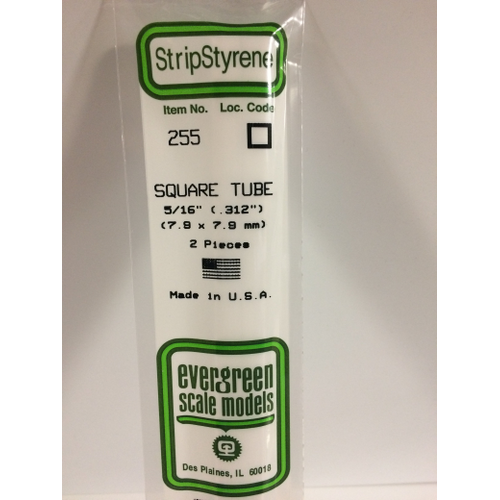 StripStyrene
Item No. Loc. Code
255
SQUARE TUBE
5/16" (.312")
(7.9 x 7.9 mm)
2 Pieces
Made in U.S.A.
evergreen
scale models
Des Plaines, IL 60018